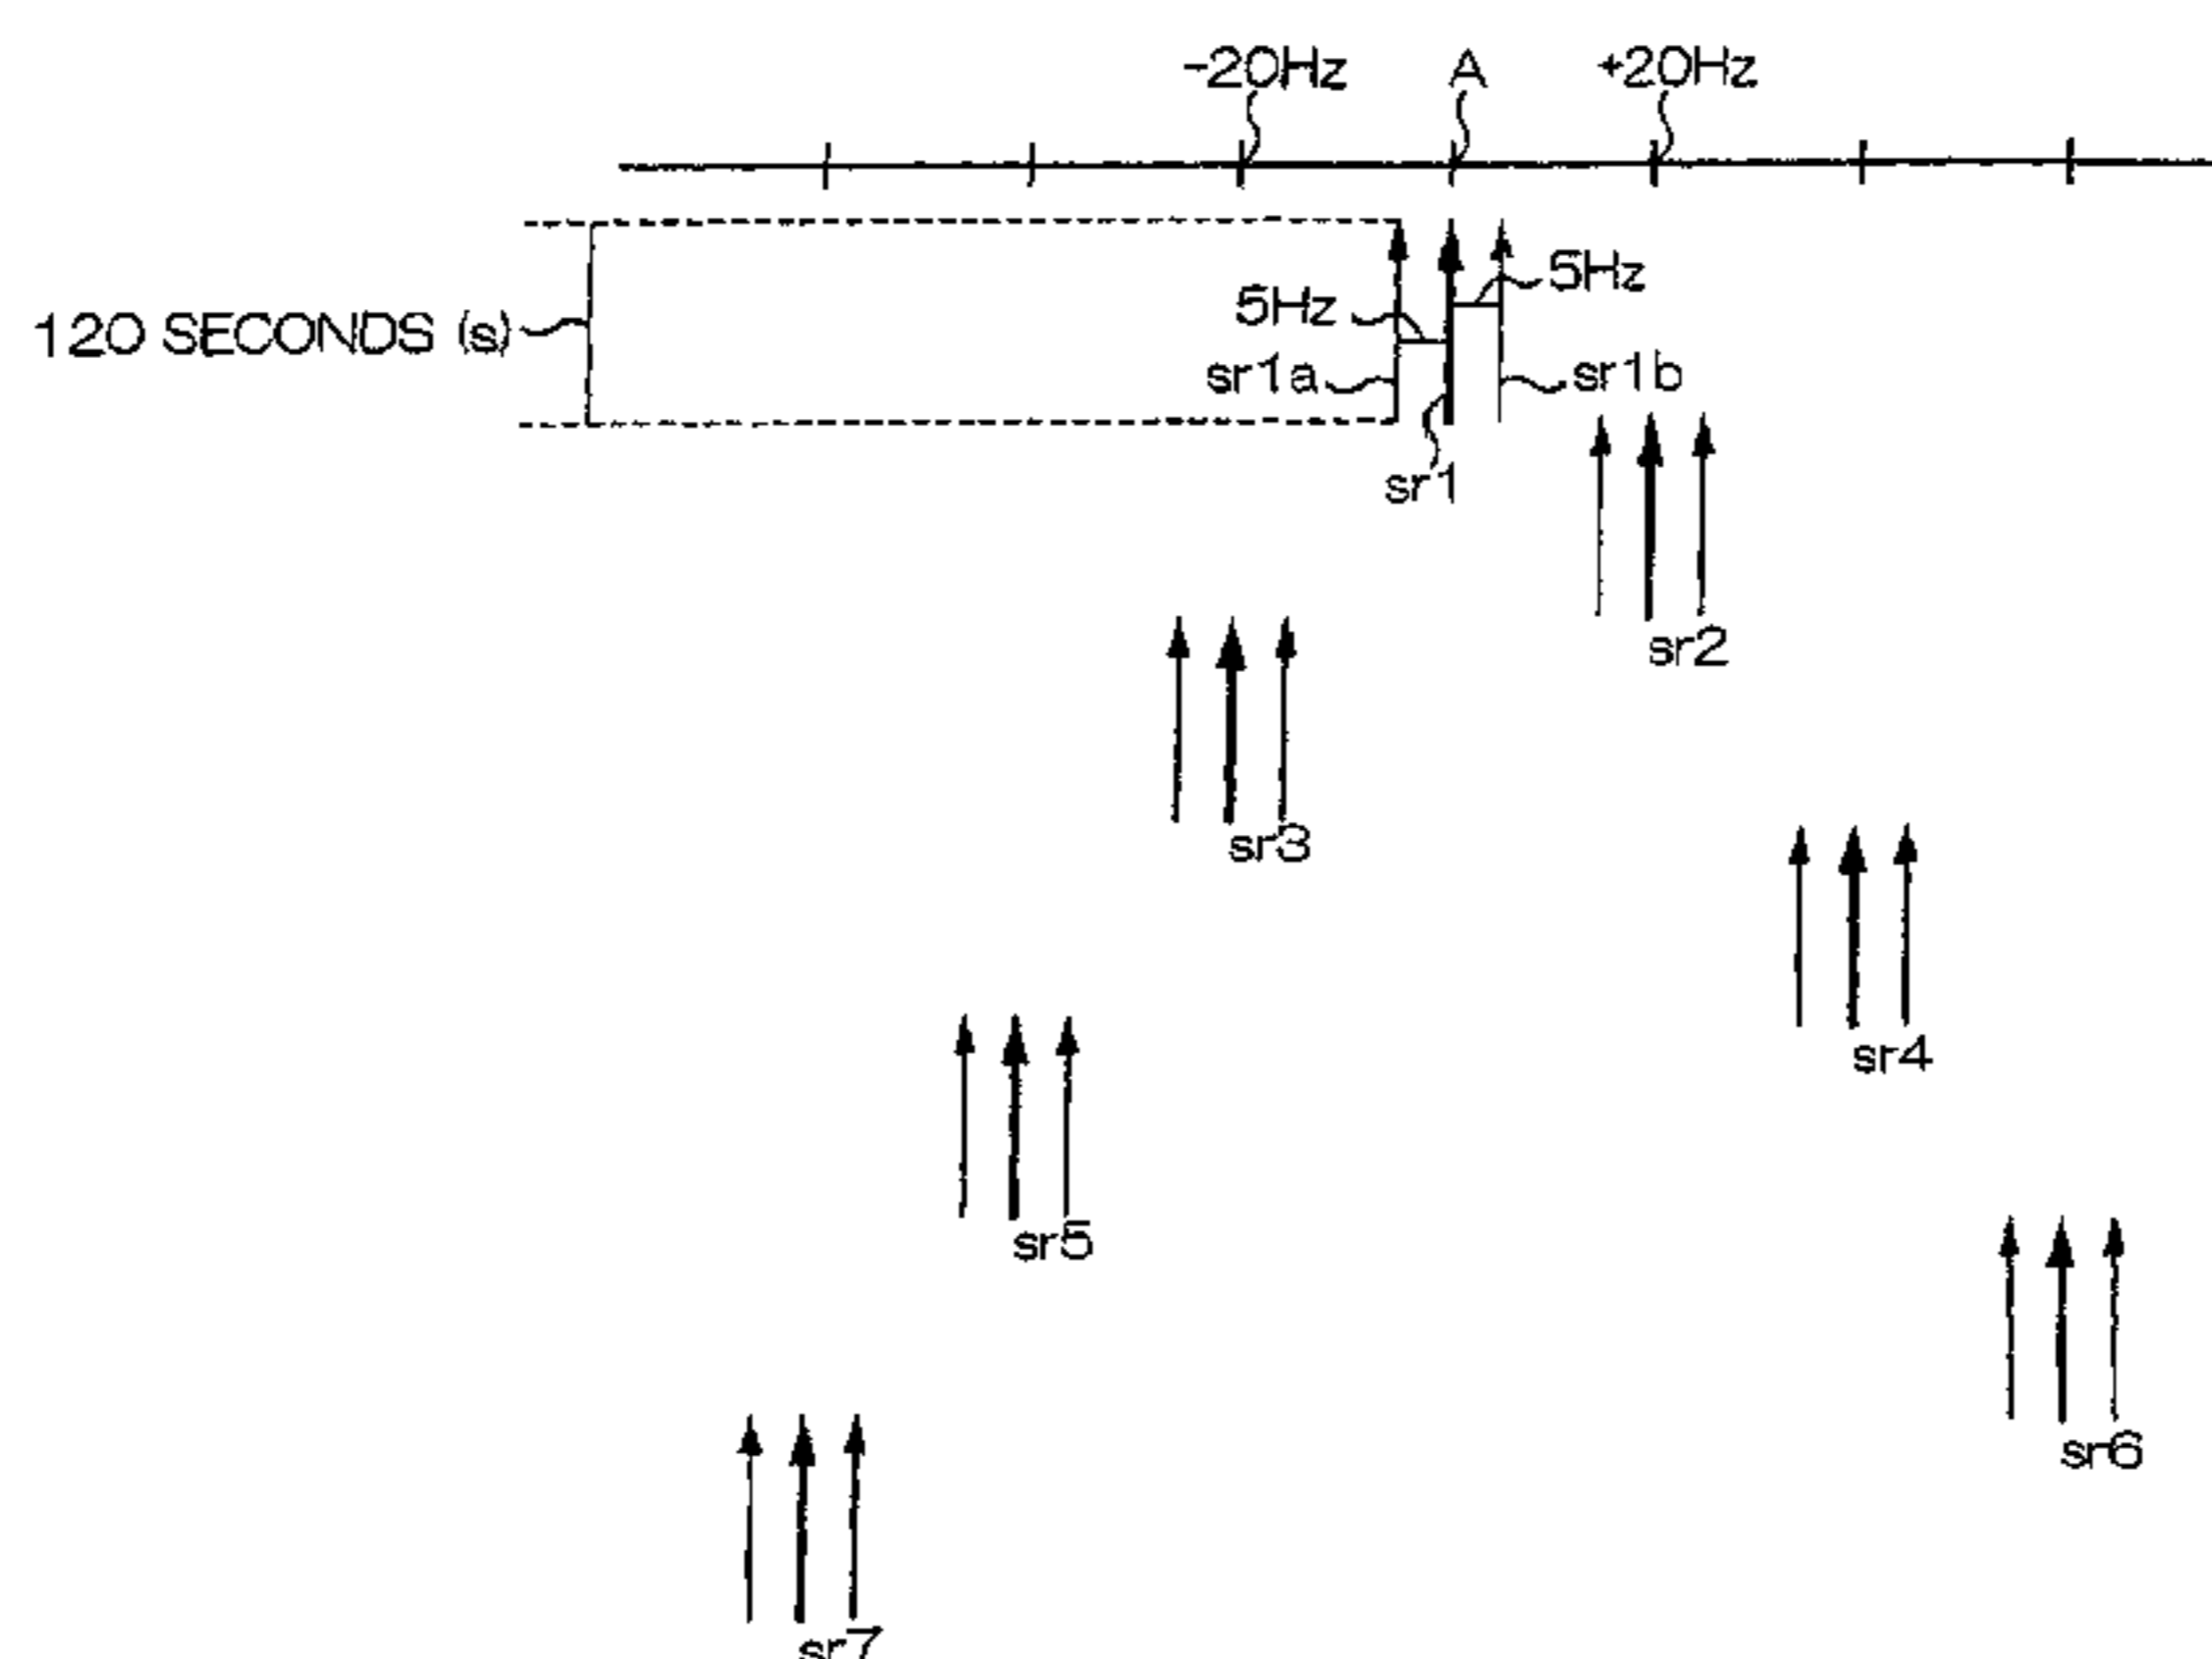 -20Hz A +20Hz
5Hz
5Hz
120 SECONDS (s)
sr1a
sr1b
sr1
sr2
sr3
sr4
sr5
sr6
sr7